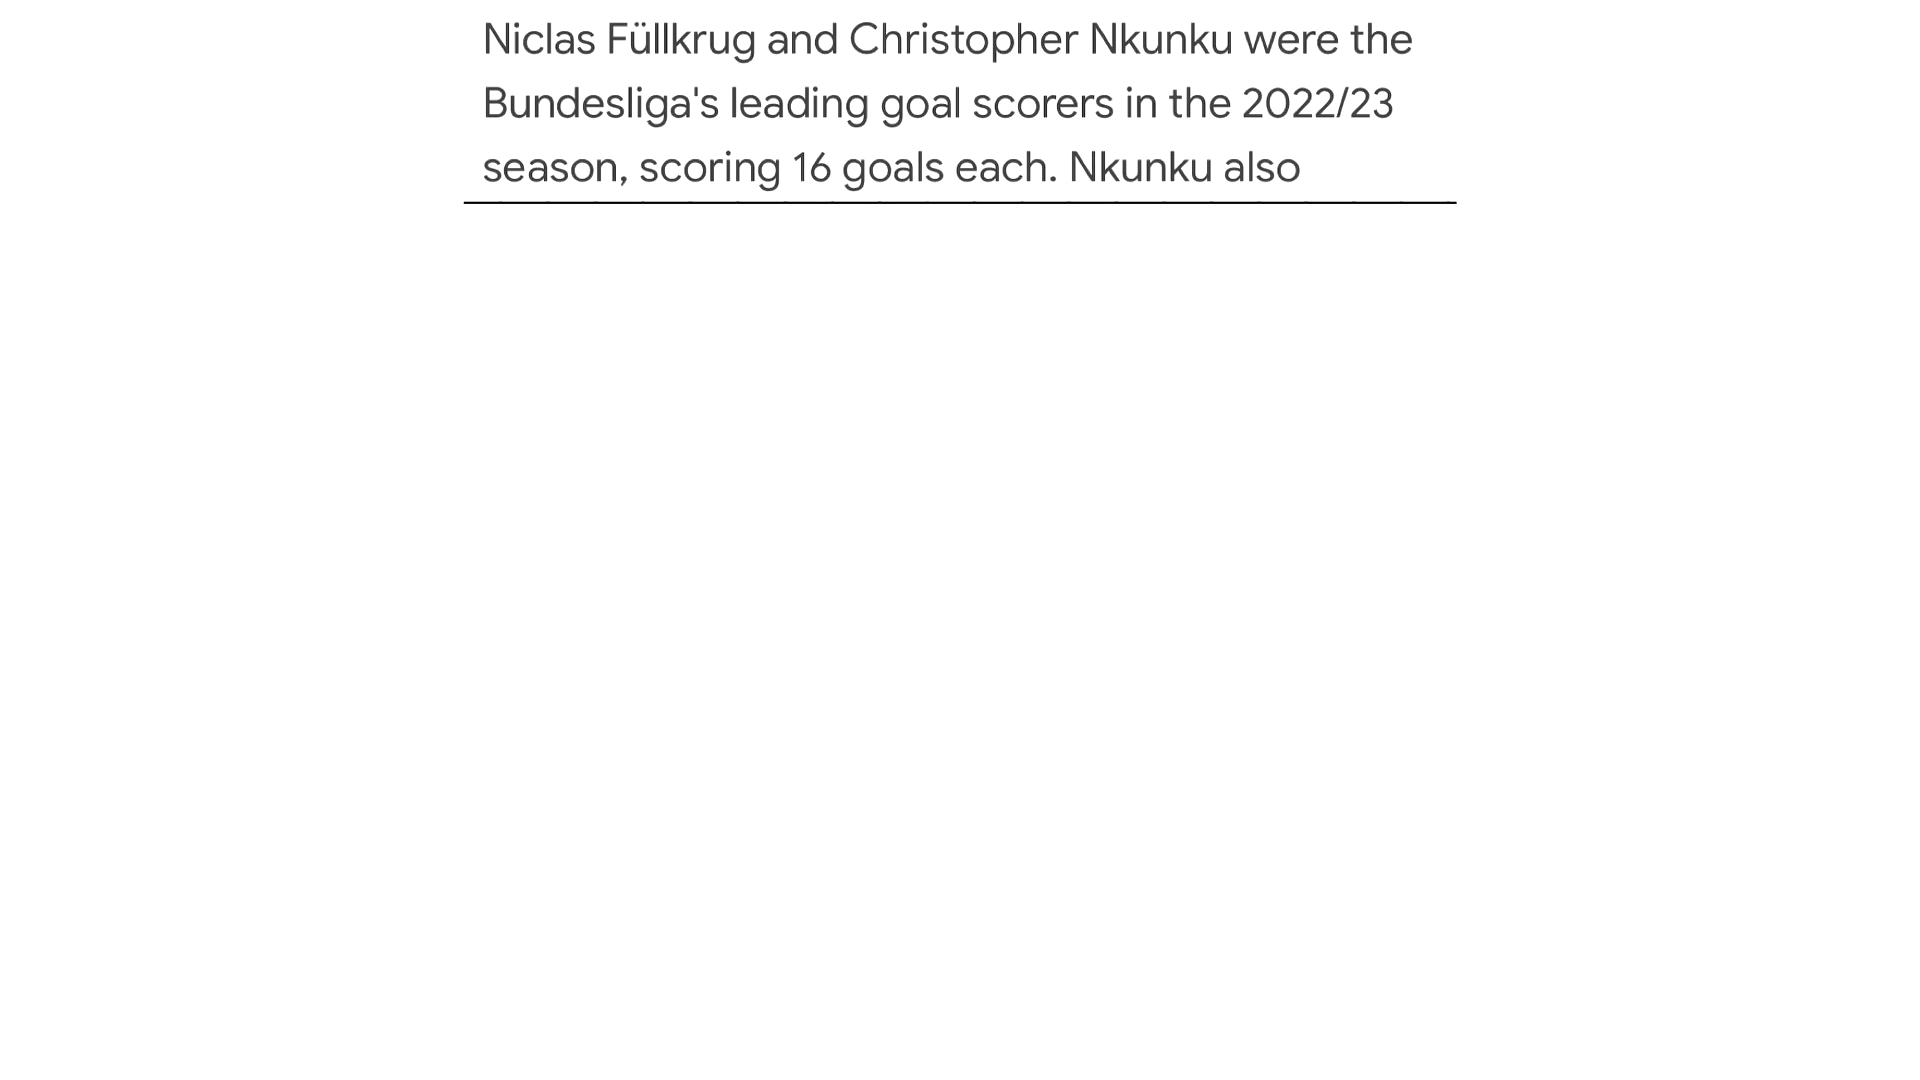 Niclas Füllkrug and Christopher Nkunku were the
Bundesliga's leading goal scorers in the 2022/23
season, scoring 16 goals each. Nkunku also